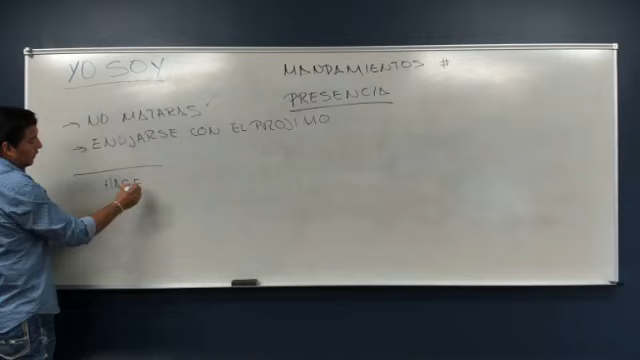 YO SOY
MANDAMIENTOS #
PRESENCIA
→ NO MATARAS
→ ENOJARSE CON EL PROJIMO